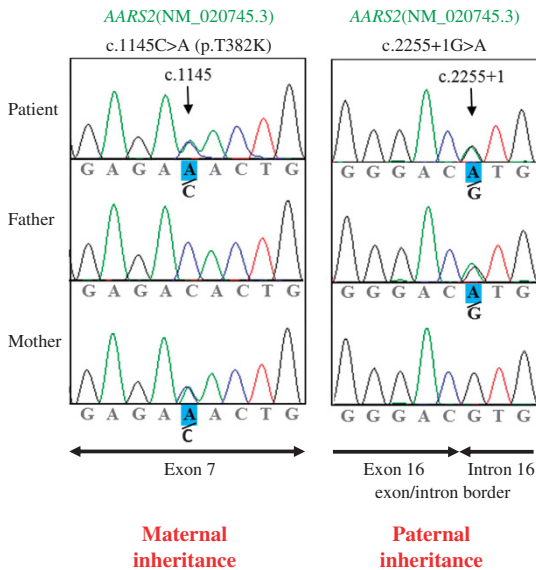 AARS2(NM_020745.3)
c.1145C>A (p.T382K)
c.1145
Patient
G A G A A A C T G
C
Father
G A G A C A C T G
Mother
G A G A A A C T G
C
Exon 7
Maternal
inheritance
AARS2(NM_020745.3)
c.2255+1G>A
c.2255+1
G G G A C A T G
G
G G G A C A T G
G
G G G A C G T G
Exon 16
Intron 16
exon/intron border
Paternal
inheritance